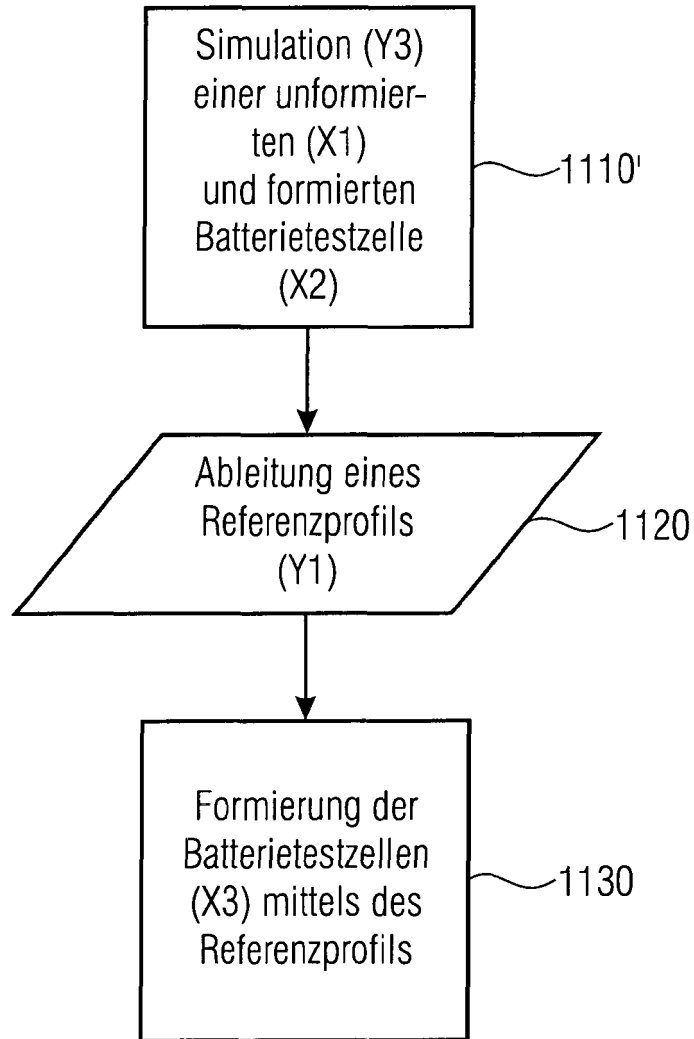 Simulation (Y3)
einer unformier-
ten (X1)
und formierten
Batterietestzelle
(X2)
1110'
Ableitung eines
Referenzprofils
(Y1)
1120
Formierung der
Batterietestzellen
(X3) mittels des
Referenzprofils
1130